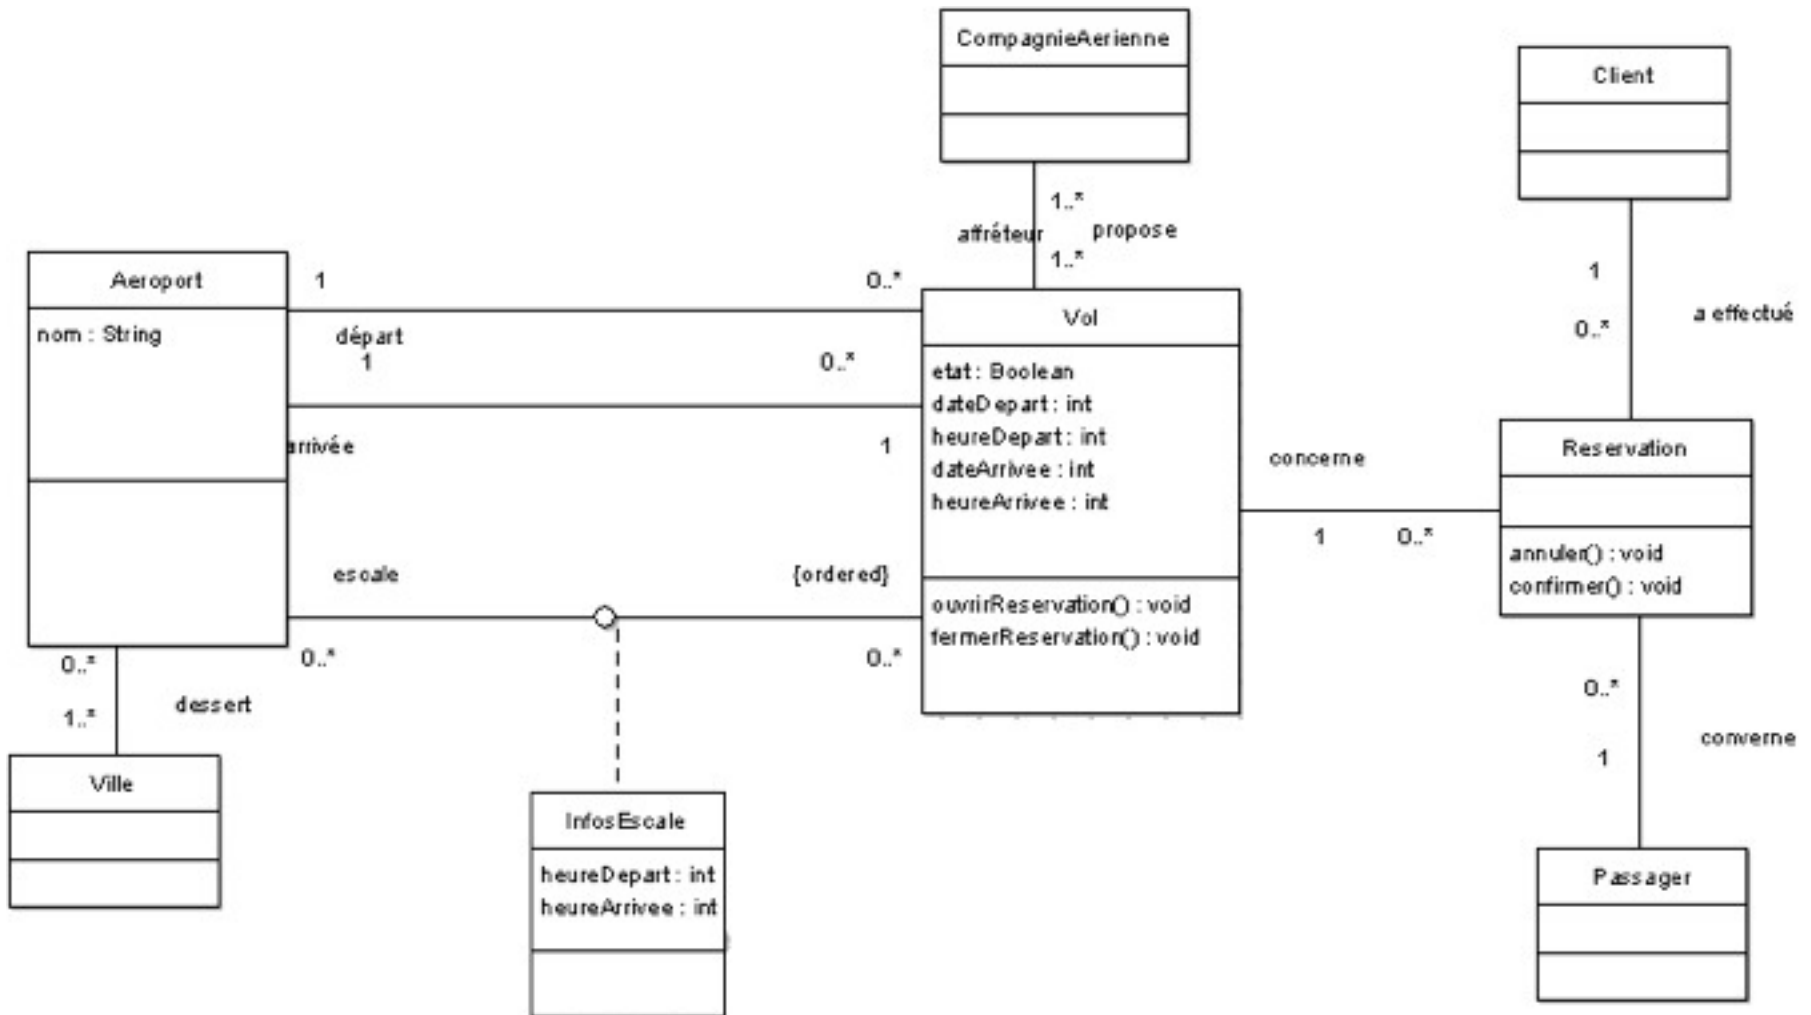 CompagnieAerienne
Client
1..*
affréteur
propose
1..*
1
0..*
a effectué
Aeroport
nom : String
1
0..*
départ
1
0..*
arrivée
1
escale
{ordered}
0..*
0..*
Vol
etat : Boolean
dateDepart : int
heureDepart : int
dateArrivee : int
heureArrivee : int
ouvrirReservation() : void
fermerReservation() : void
concerne
1
0..*
Reservation
annuler() : void
confirmer() : void
0..*
1..*
dessert
Ville
InfosEscale
heureDepart : int
heureArrivee : int
0..*
1
converne
Passager